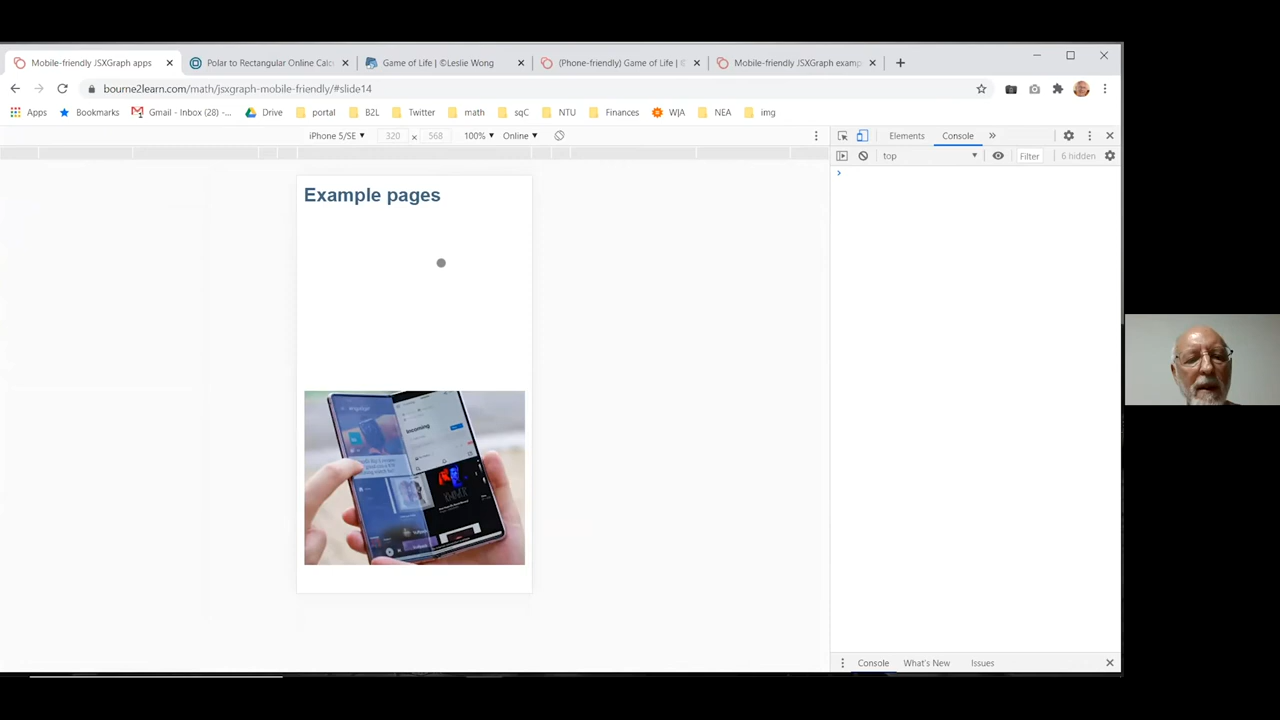 Mobile-friendly JSXGraph apps
Polar to Rectangular Online Calc
Game of Life | ©Leslie Wong
(Phone-friendly) Game of Life | ©
Mobile-friendly JSXGraph examp
bourne2learn.com/math/jsxgraph-mobile-friendly/#slide14
Apps Bookmarks Gmail - Inbox (28) -... Drive portal B2L Twitter math sqC NTU Finances WIA NEA img
iPhone 5/SE ▼ 320 × 568 100% ▼ Online ▼
Elements Console »
top ▼ Filter 6 hidden
Example pages
Incoming
Console What's New Issues